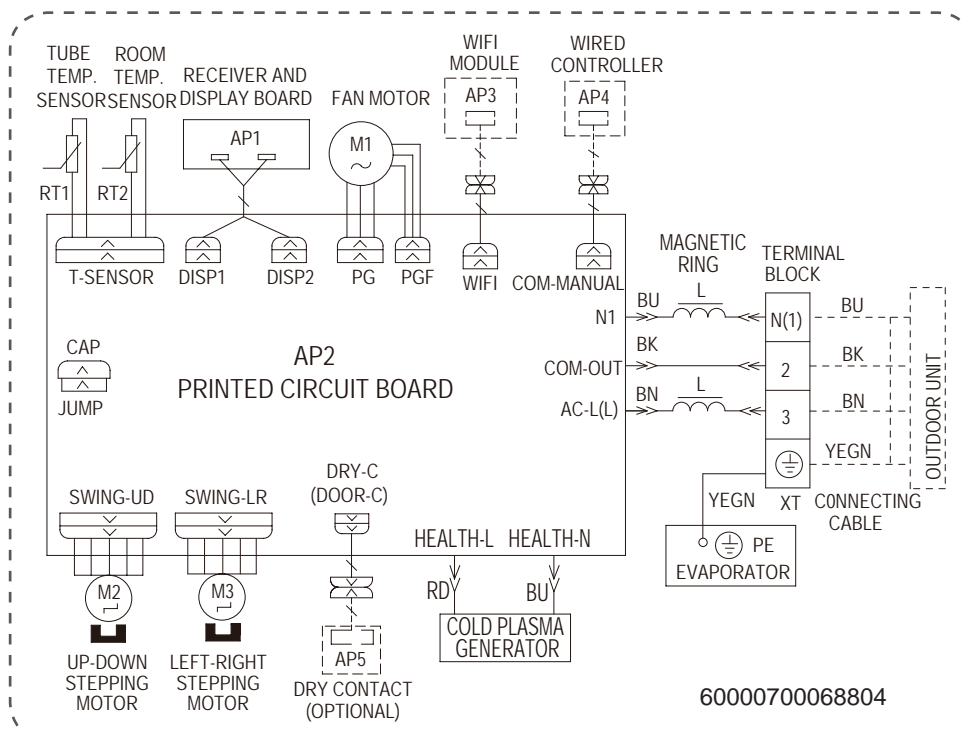 TUBE
TEMP.
SENSOR
ROOM
TEMP.
SENSOR
RECEIVER AND
DISPLAY BOARD
FAN MOTOR
WIFI
MODULE
WIRED
CONTROLLER
AP1
M1
AP3
AP4
RT1
RT2
T-SENSOR
DISP1
DISP2
PG
PGF
WIFI
COM-MANUAL
MAGNETIC
RING
TERMINAL
BLOCK
N1
BU
L
N(1)
BU
CAP
JUMP
AP2
PRINTED CIRCUIT BOARD
COM-OUT
BK
2
BK
AC-L(L)
BN
L
3
BN
YEGN
OUTDOOR UNIT
YEGN
XT
CONNECTING
CABLE
PE
EVAPORATOR
SWING-UD
SWING-LR
DRY-C
(DOOR-C)
HEALTH-L
HEALTH-N
M2
M3
RD
BU
COLD PLASMA
GENERATOR
AP5
UP-DOWN
STEPPING
MOTOR
LEFT-RIGHT
STEPPING
MOTOR
DRY CONTACT
(OPTIONAL)
60000700068804